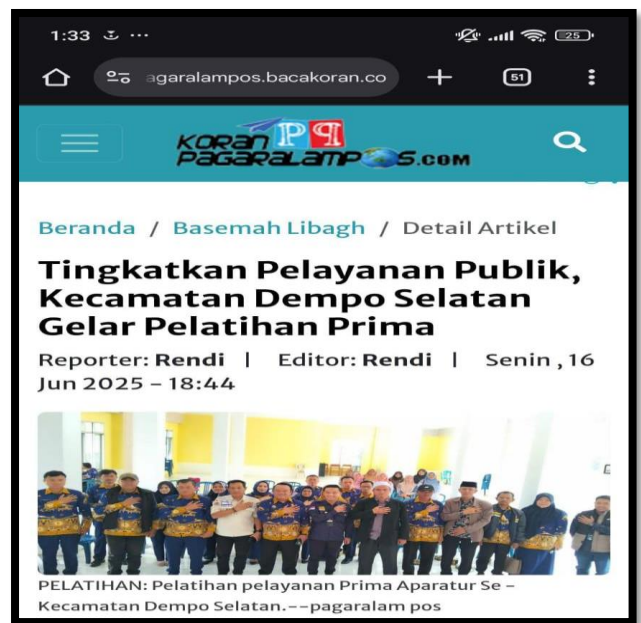 1:33 ...
25
agaralampos.bacakoran.co
51
KORAN PAGARALAMPOS.COM
Beranda / Basemah Libagh / Detail Artikel
Tingkatkan Pelayanan Publik,
Kecamatan Dempo Selatan
Gelar Pelatihan Prima
Reporter: Rendi | Editor: Rendi | Senin , 16
Jun 2025 – 18:44
PELATIHAN: Pelatihan pelayanan Prima Aparatur Se –
Kecamatan Dempo Selatan.--pagaralam pos